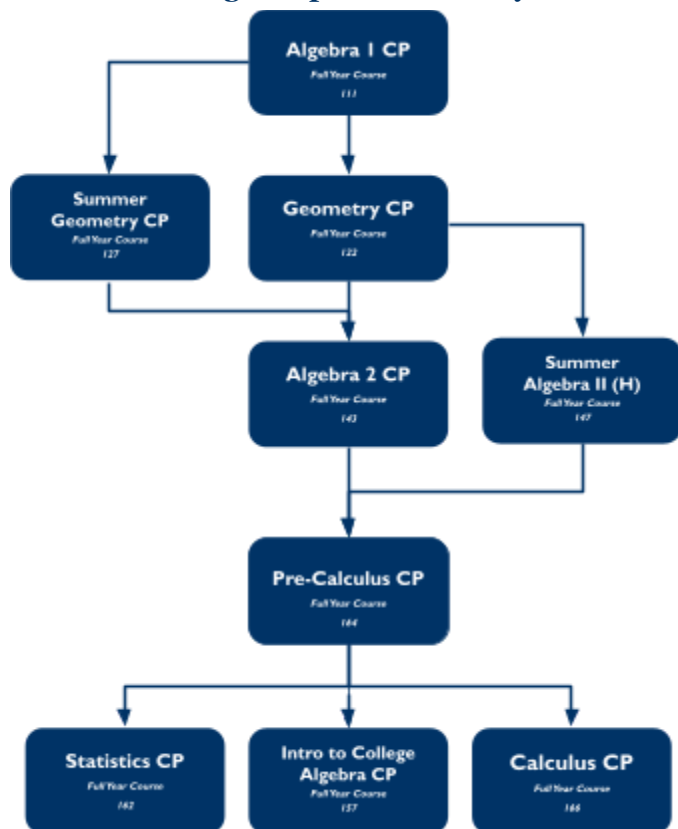 Algebra 1 CP
Full Year Course
111
Summer
Geometry CP
Full Year Course
127
Geometry CP
Full Year Course
122
Algebra 2 CP
Full Year Course
143
Summer
Algebra II (H)
Full Year Course
147
Pre-Calculus CP
Full Year Course
164
Statistics CP
Full Year Course
162
Intro to College
Algebra CP
Full Year Course
157
Calculus CP
Full Year Course
166